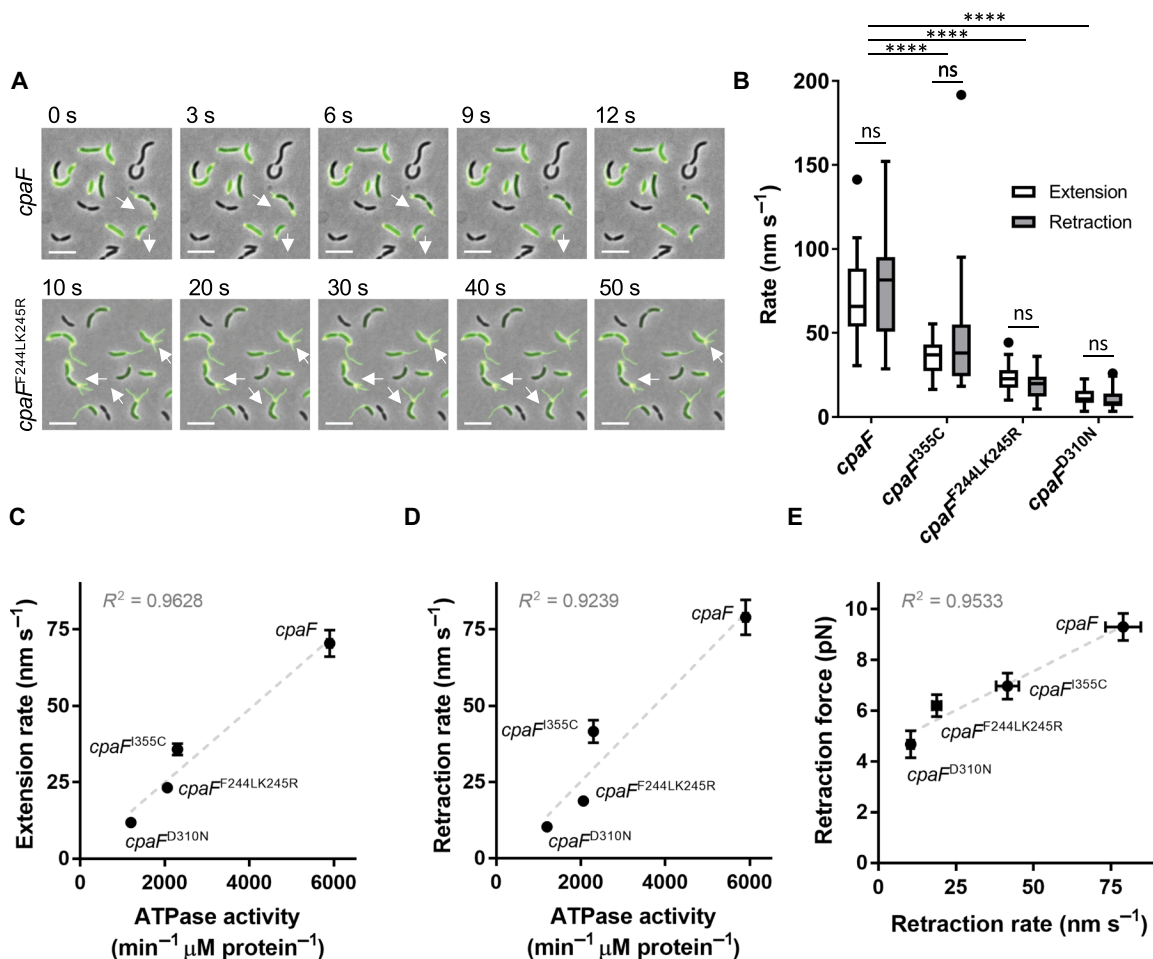 ****
****
****
A
B
0 s 3 s 6 s 9 s 12 s
cpaF
10 s 20 s 30 s 40 s 50 s
cpaF^F244LK245R
Rate (nm s⁻¹)
200
150
100
50
0
ns
ns
ns
ns
Extension
Retraction
cpaF
cpaF^I355C
cpaF^F244LK245R
cpaF^D310N
C
R² = 0.9628
Extension rate (nm s⁻¹)
75
50
25
0
cpaF
cpaF^I355C
cpaF^F244LK245R
cpaF^D310N
0 2000 4000 6000
ATPase activity
(min⁻¹ μM protein⁻¹)
D
R² = 0.9239
Retraction rate (nm s⁻¹)
75
50
25
0
cpaF
cpaF^I355C
cpaF^F244LK245R
cpaF^D310N
0 2000 4000 6000
ATPase activity
(min⁻¹ μM protein⁻¹)
E
R² = 0.9533
Retraction force (pN)
10
8
6
4
2
0
cpaF
cpaF^I355C
cpaF^F244LK245R
cpaF^D310N
0 25 50 75
Retraction rate (nm s⁻¹)